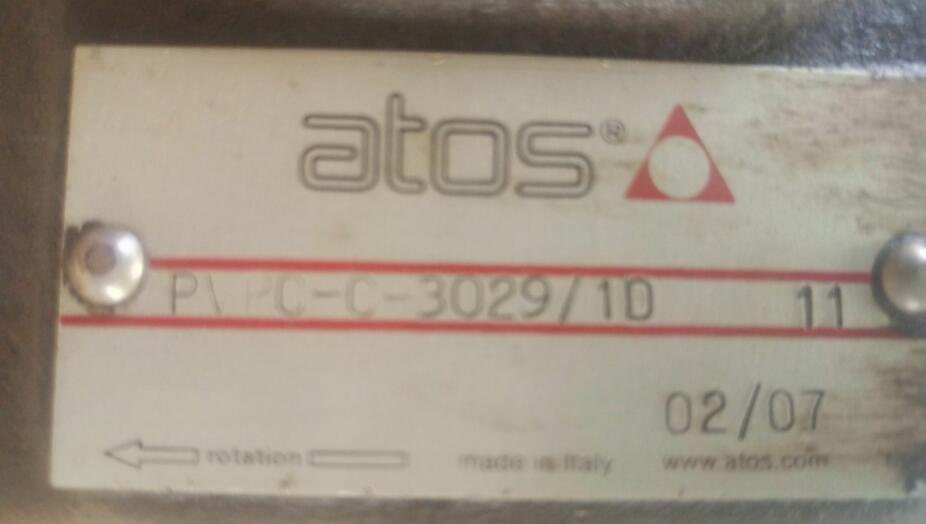 atos®
PVPC-C-3029/1D 11
02/07
rotation made in Italy www.atos.com